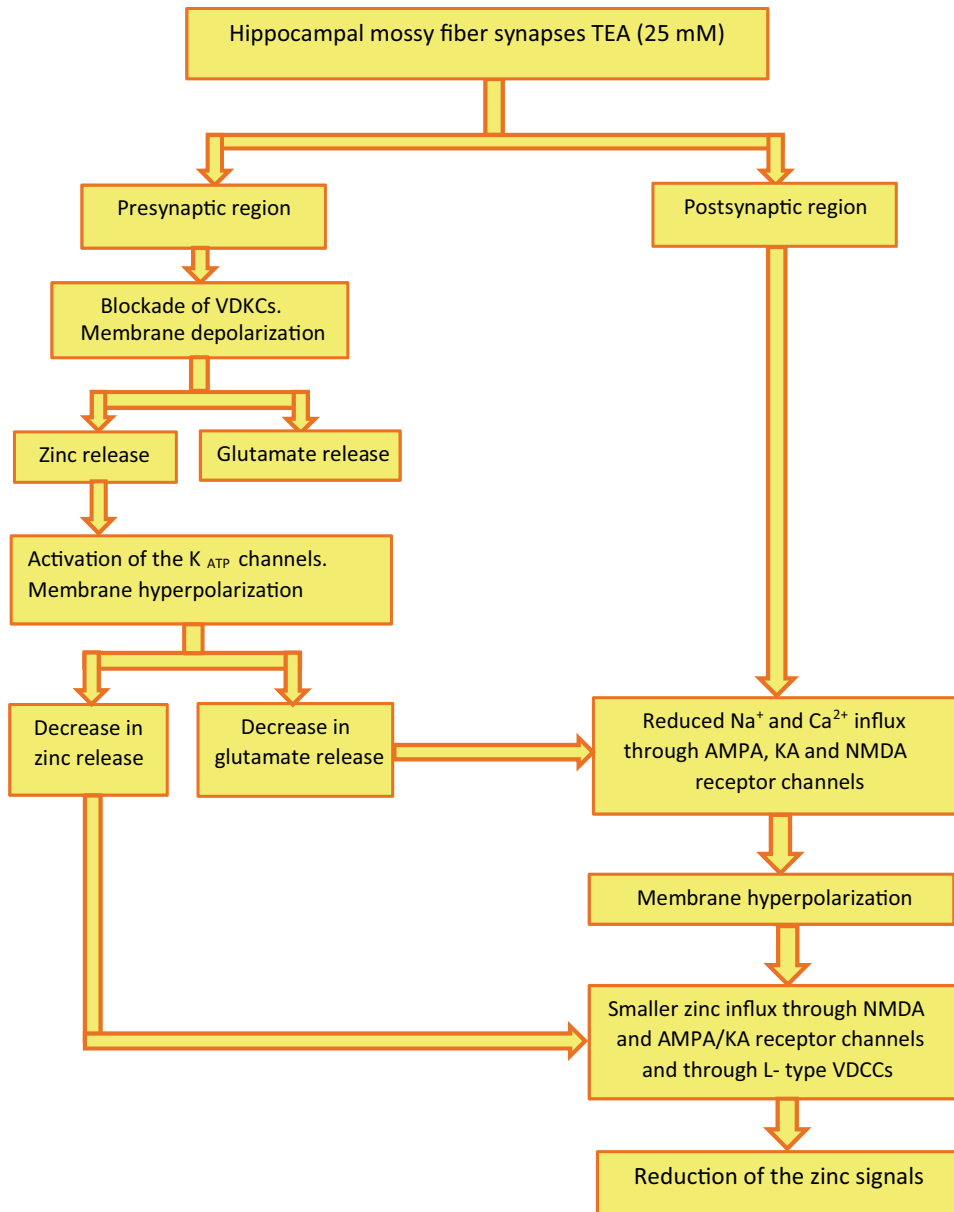 Hippocampal mossy fiber synapses TEA (25 mM)
Presynaptic region
Postsynaptic region
Blockade of VDKCs.
Membrane depolarization
Zinc release
Glutamate release
Activation of the K ATP channels.
Membrane hyperpolarization
Decrease in
zinc release
Decrease in
glutamate release
Reduced Na⁺ and Ca²⁺ influx
through AMPA, KA and NMDA
receptor channels
Membrane hyperpolarization
Smaller zinc influx through NMDA
and AMPA/KA receptor channels
and through L- type VDCCs
Reduction of the zinc signals